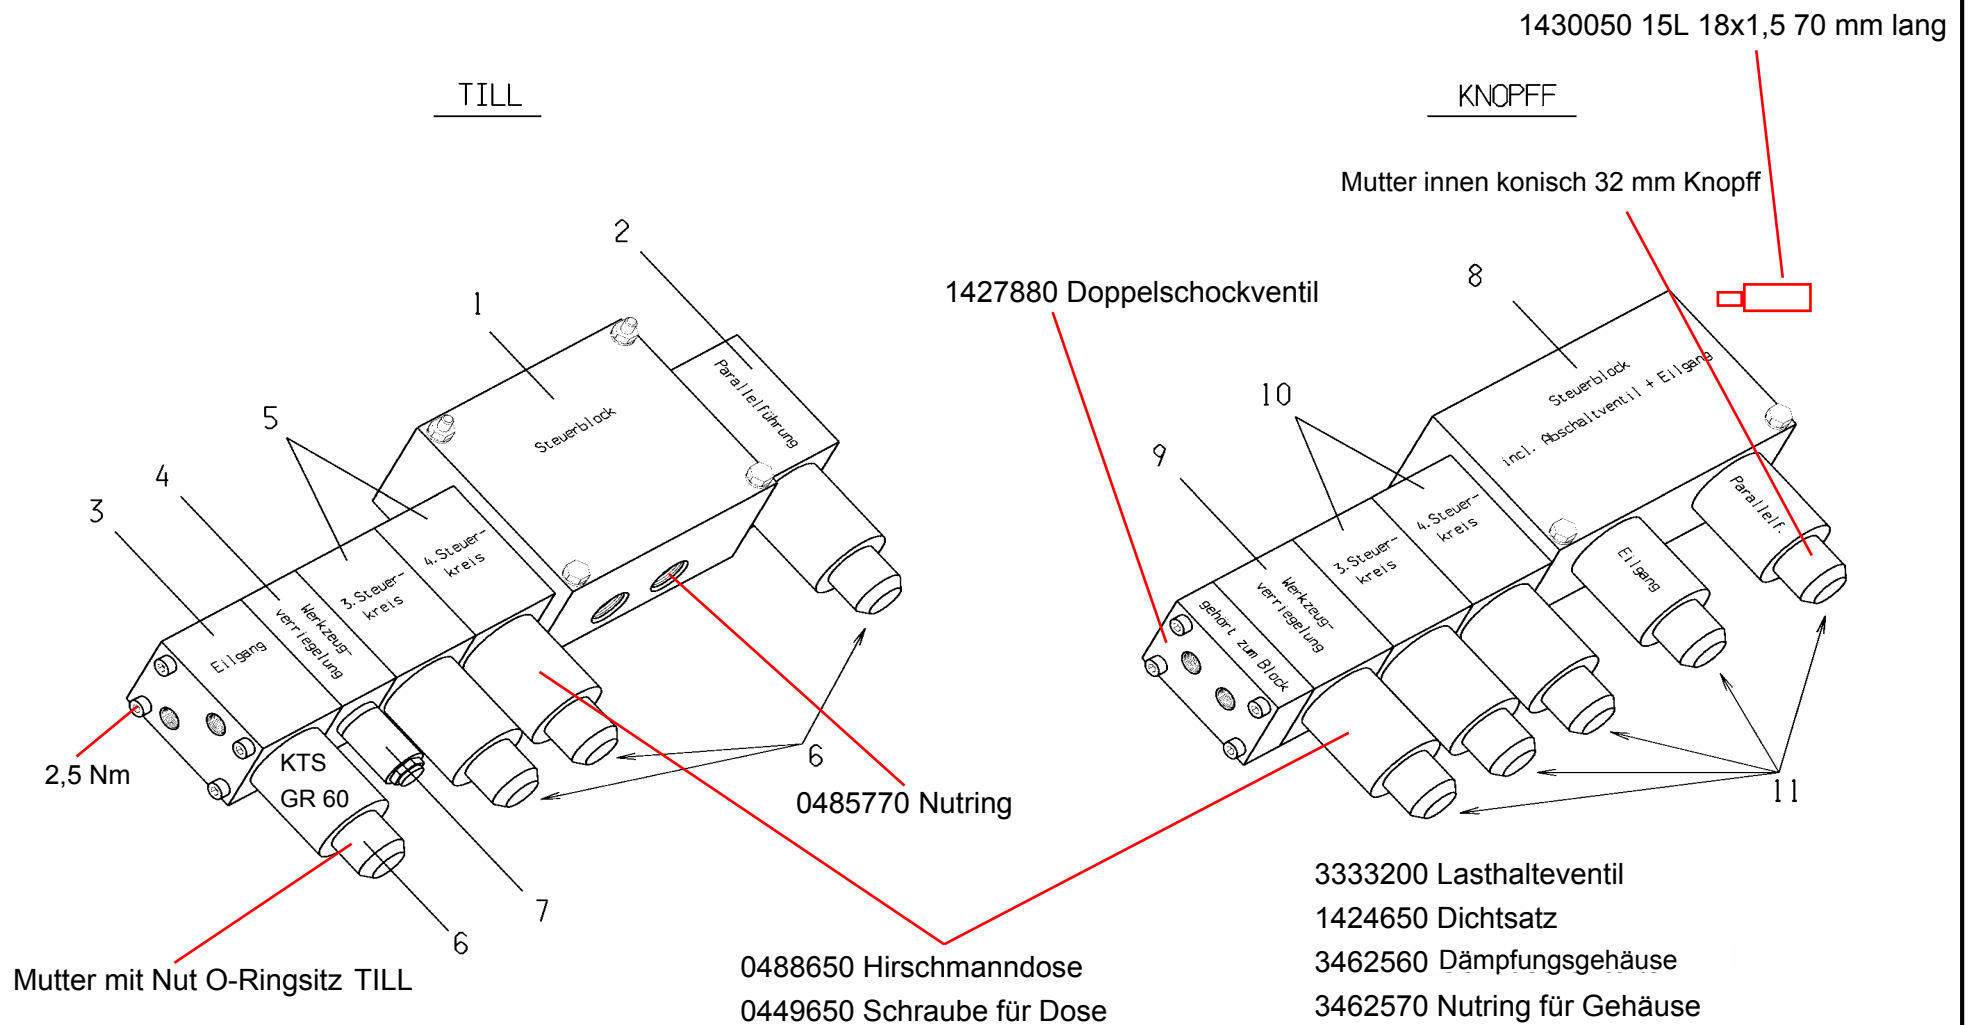 1430050 15L 18x1,5 70 mm lang
TILL
KNOPFF
Mutter innen konisch 32 mm Knopff
2
8
1427880 Doppelschockventil
1
Parallelführung
Steuerblock
incl. Abschaltventil + Eilgang
5
Steuerblock
10
4
9
3
4.Steuer-
kreis
3.Steuer-
kreis
Werkzeug-
verriegelung
Eilgang
4.Steuer-
kreis
3.Steuer-
kreis
Werkzeug-
verriegelung
gehört zum Block
Parallelf.
Eilgang
2,5 Nm
KTS
GR 60
6
0485770 Nutring
11
7
6
Mutter mit Nut O-Ringsitz TILL
0488650 Hirschmanndose
0449650 Schraube für Dose
3333200 Lasthalteventil
1424650 Dichtsatz
3462560 Dämpfungsgehäuse
3462570 Nutring für Gehäuse